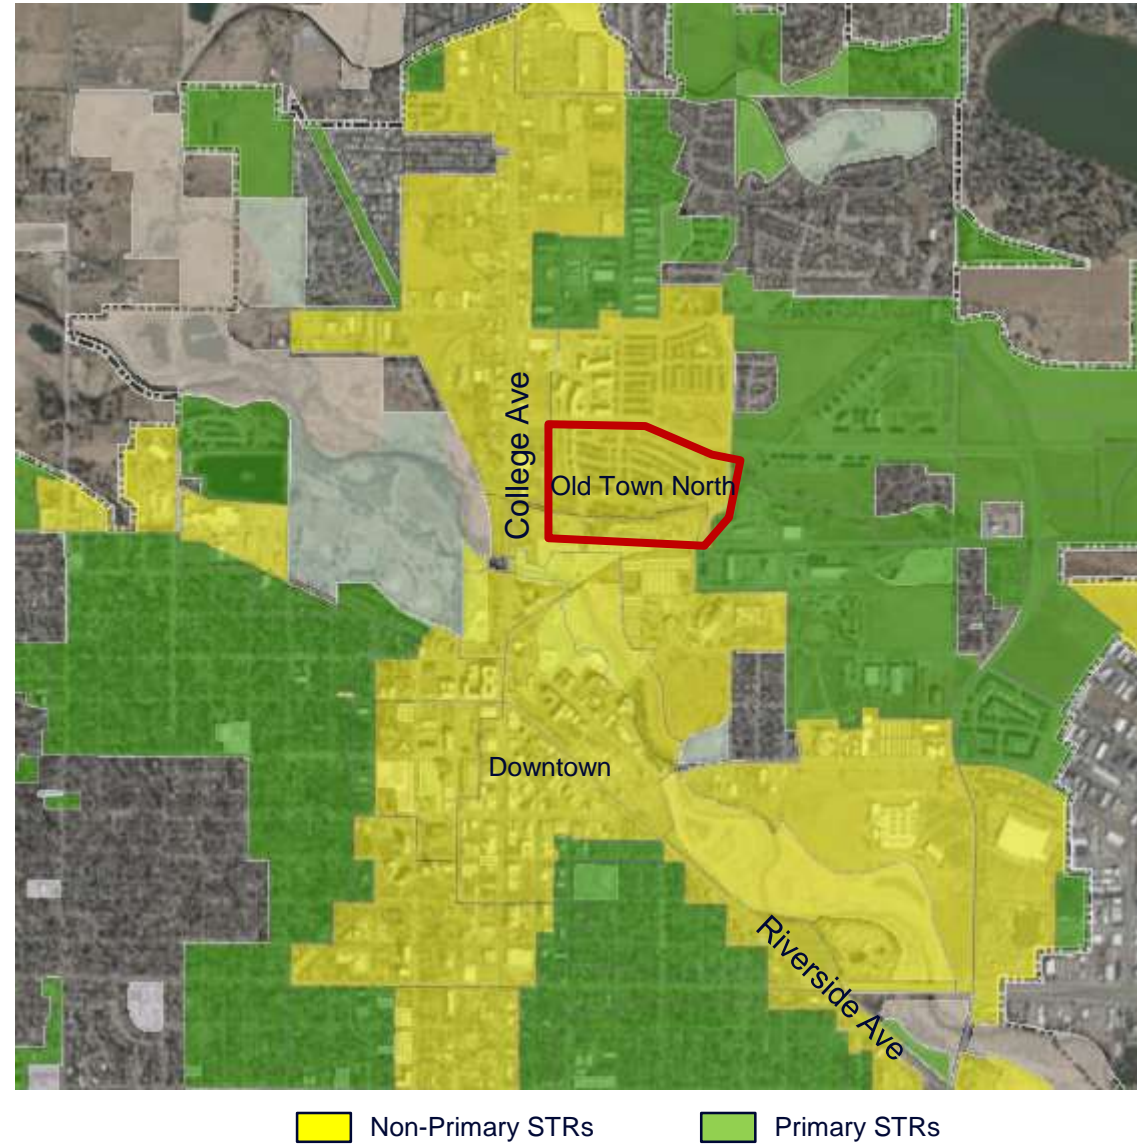 College Ave
Old Town North
Downtown
Riverside Ave
Non-Primary STRs
Primary STRs